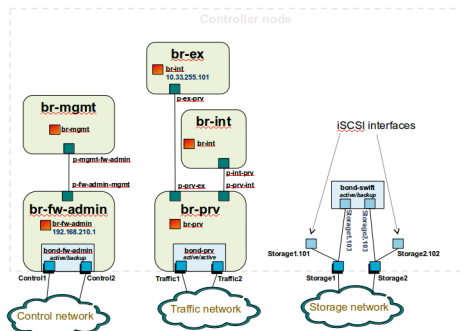 Controller node
br-ex
br-int
10.33.255.101
p-ex-prv
br-mgmt
br-mgmt
p-mgmt-fw-admin
br-int
br-int
p-int-prv
iSCSI interfaces
p-fw-admin-mgmt
p-prv-ex
p-prv-int
br-fw-admin
br-fw-admin
192.168.210.1
bond-fw-admin
active/backup
Control1
Control2
br-prv
br-prv
bond-prv
active/active
Traffic1
Traffic2
bond-swift
active/backup
Storage1.103
Storage2.103
Storage1.101
Storage2.102
Storage1
Storage2
Control network
Traffic network
Storage network